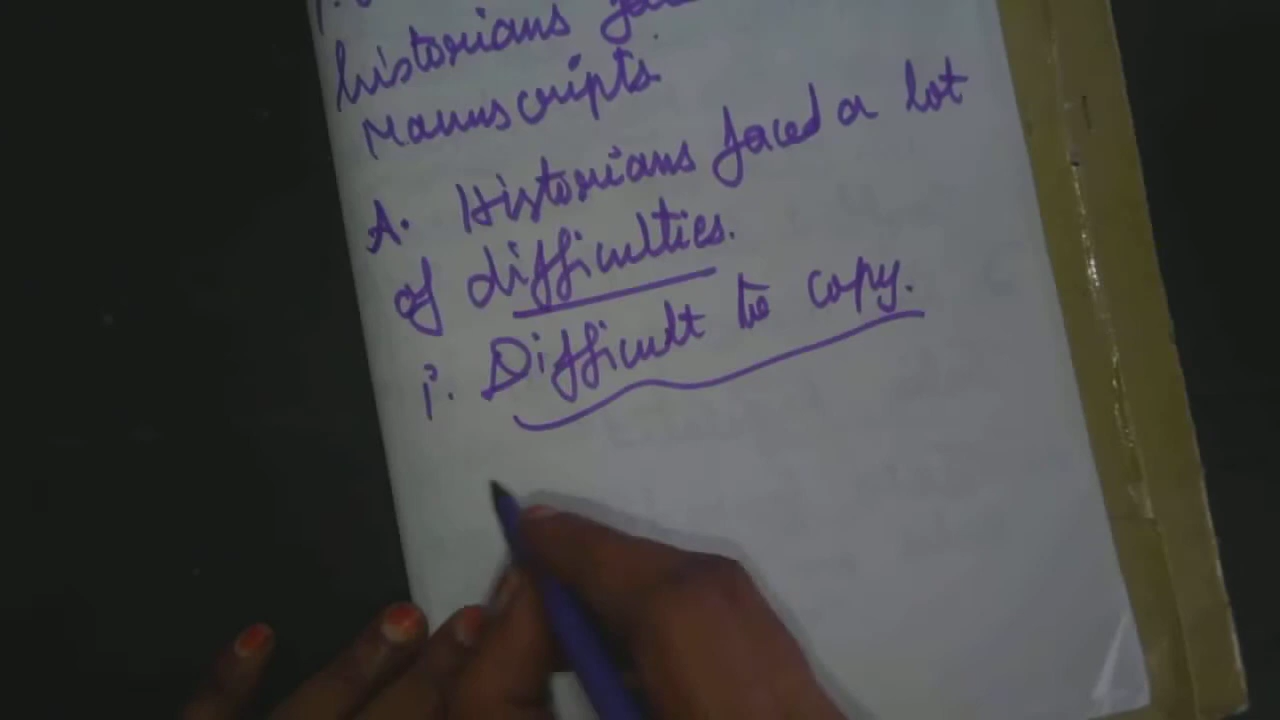 historians
Manuscripts.
A. Historians faced a lot
of difficulties.
i. Difficult to copy.